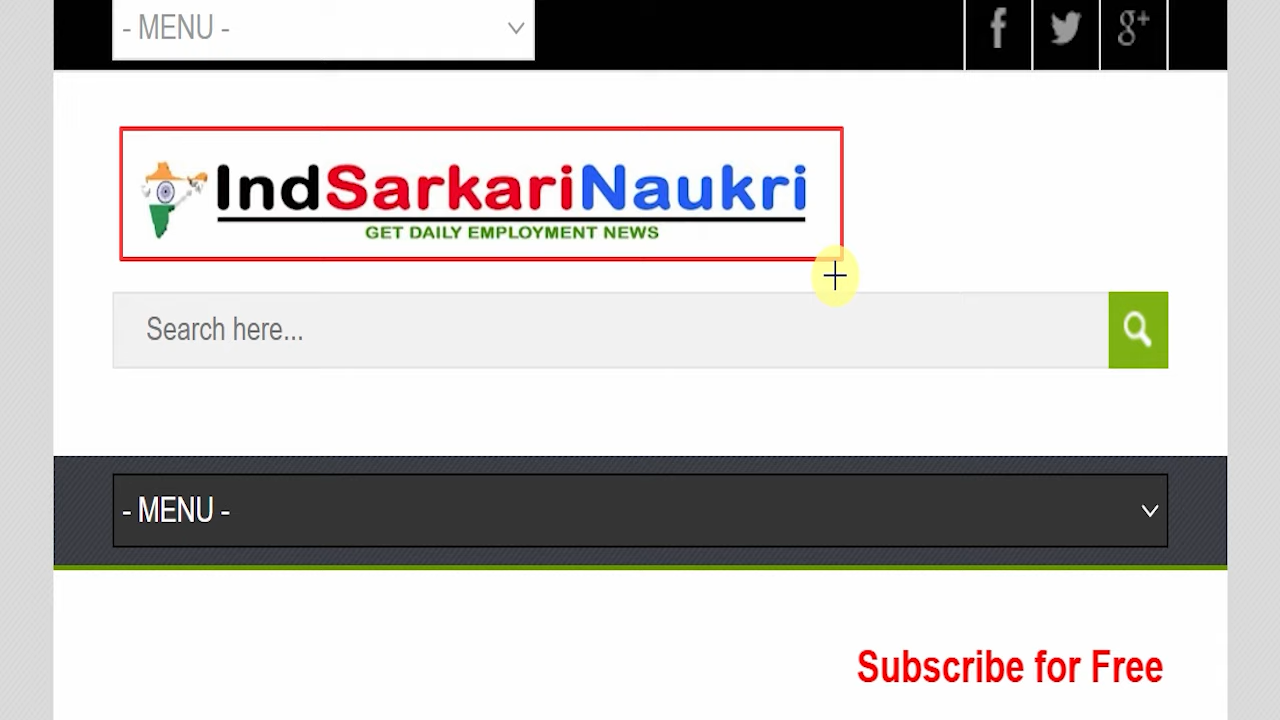 - MENU -
f
g+
IndSarkariNaukri
GET DAILY EMPLOYMENT NEWS
Search here...
- MENU -
Subscribe for Free